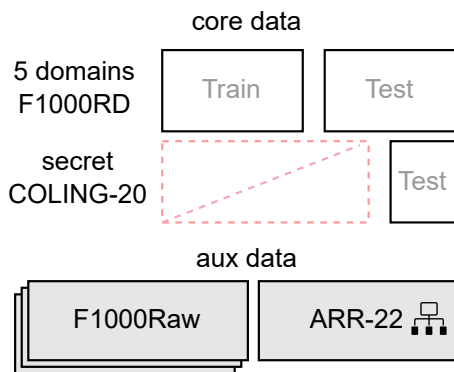 core data
5 domains
F1000RD
Train
Test
secret
COLING-20
Test
aux data
F1000Raw
ARR-22